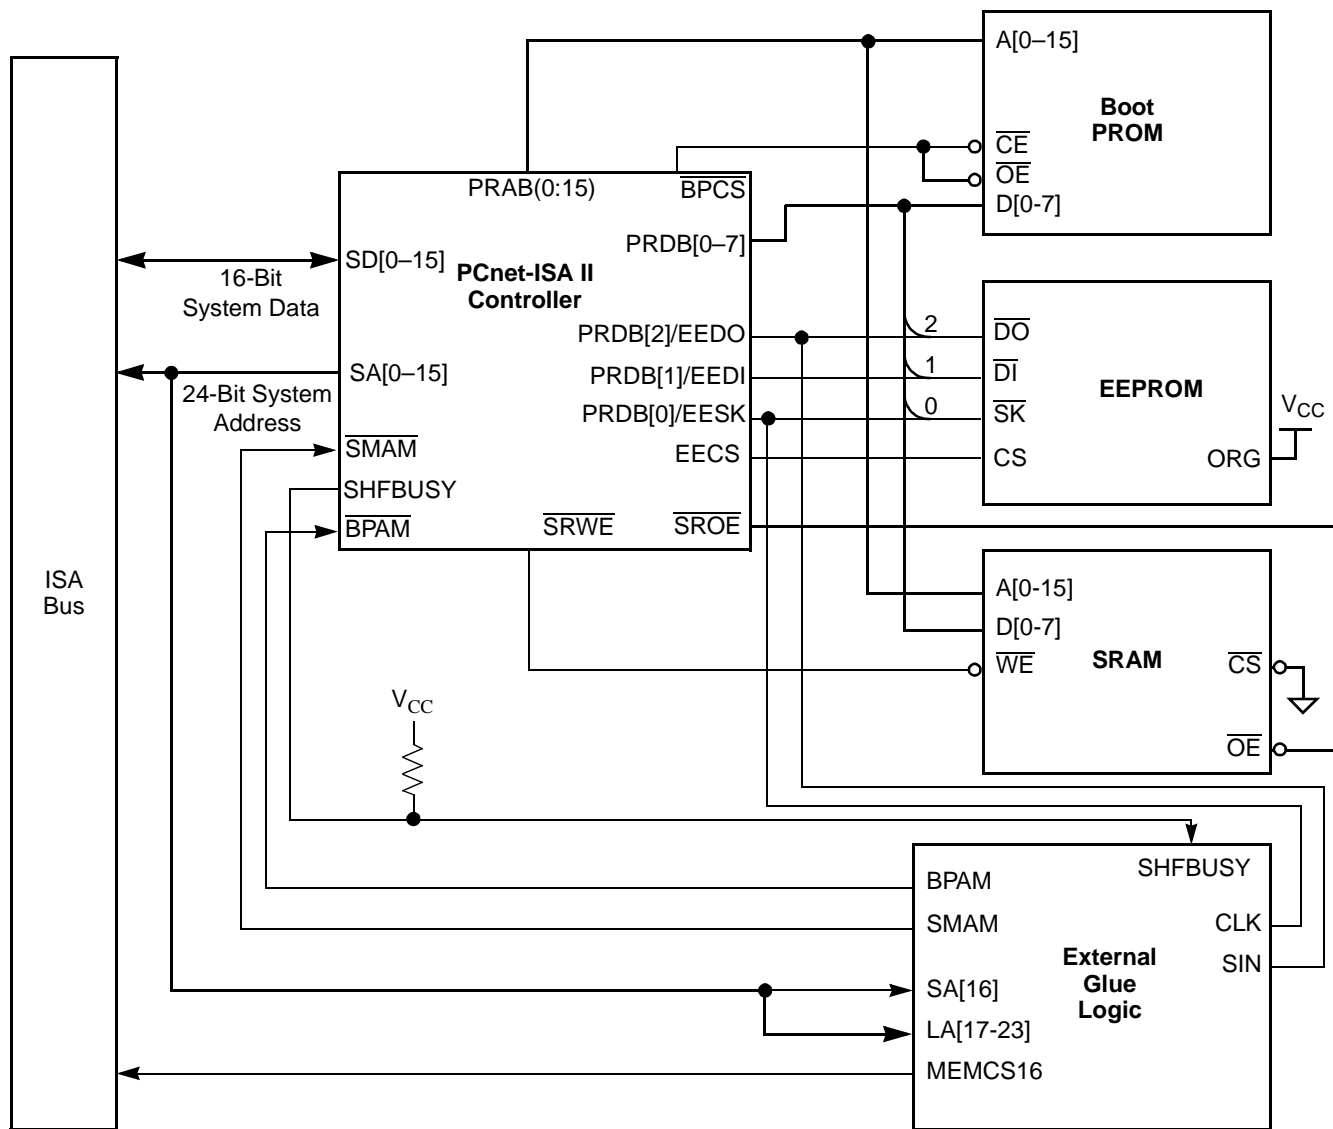 ISA
Bus
16-Bit
System Data
24-Bit System
Address
PRAB(0:15)
BPCS
PRDB[0–7]
SD[0–15]
PCnet-ISA II
Controller
PRDB[2]/EEDO
SA[0–15]
PRDB[1]/EEDI
PRDB[0]/EESK
SMAM
EECS
SHFBUSY
BPAM
SRWE
SROE
A[0–15]
Boot
PROM
CE
OE
D[0-7]
2
1
0
DO
DI
EEPROM
SK
CS
ORG
VCC
A[0-15]
D[0-7]
SRAM
WE
CS
OE
VCC
SHFBUSY
BPAM
SMAM
CLK
SIN
External
Glue
Logic
SA[16]
LA[17-23]
MEMCS16